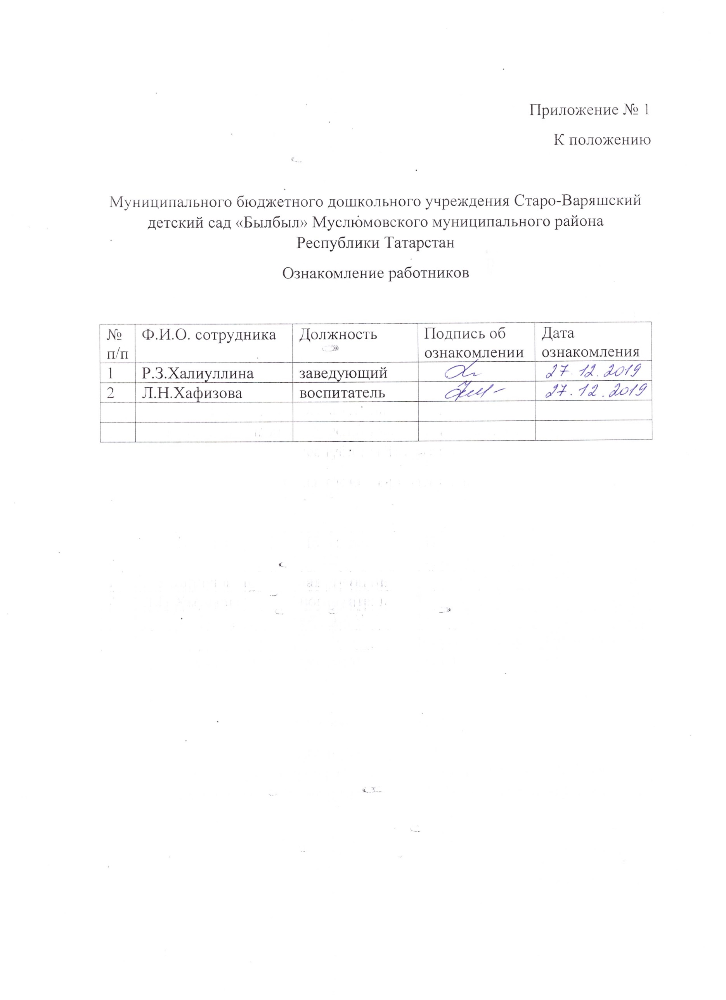 Приложение № 1
К положению
Муниципального бюджетного дошкольного учреждения Старо-Варяшский
детский сад «Былбыл» Муслюмовского муниципального района
Республики Татарстан
Ознакомление работников
№ п/п Ф.И.О. сотрудника Должность Подпись об ознакомлении Дата ознакомления
1 Р.З.Халиуллина заведующий 27.12.2019
2 Л.Н.Хафизова воспитатель 27.12.2019